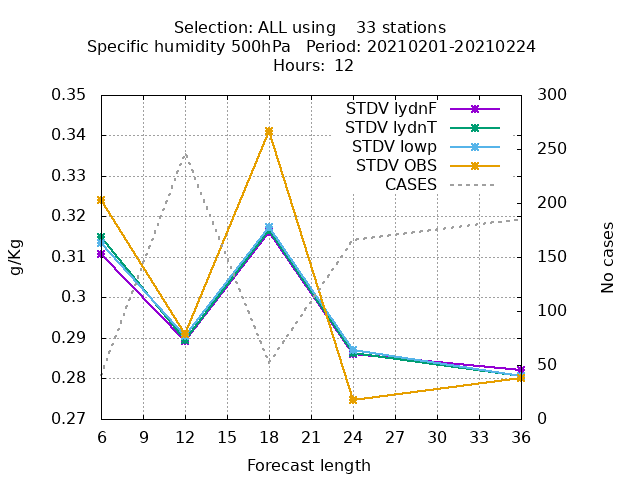 Selection: ALL using    33 stations
Specific humidity 500hPa   Period: 20210201-20210224
Hours: 12
0.35
0.34
0.33
0.32
0.31
0.3
0.29
0.28
0.27
g/Kg
STDV lydnF
STDV lydnT
STDV lowp
STDV OBS
CASES
300
250
200
150
100
50
0
No cases
6 9 12 15 18 21 24 27 30 33 36
Forecast length